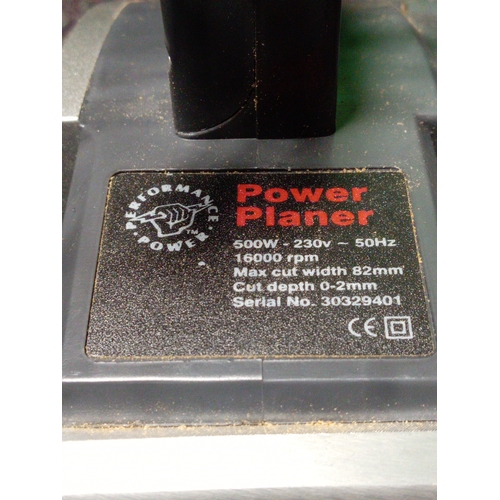 PERFORMANCE
POWER
TM
Power
Planer
500W - 230v ~ 50Hz
16000 rpm
Max cut width 82mm
Cut depth 0-2mm
Serial No. 30329401
CE